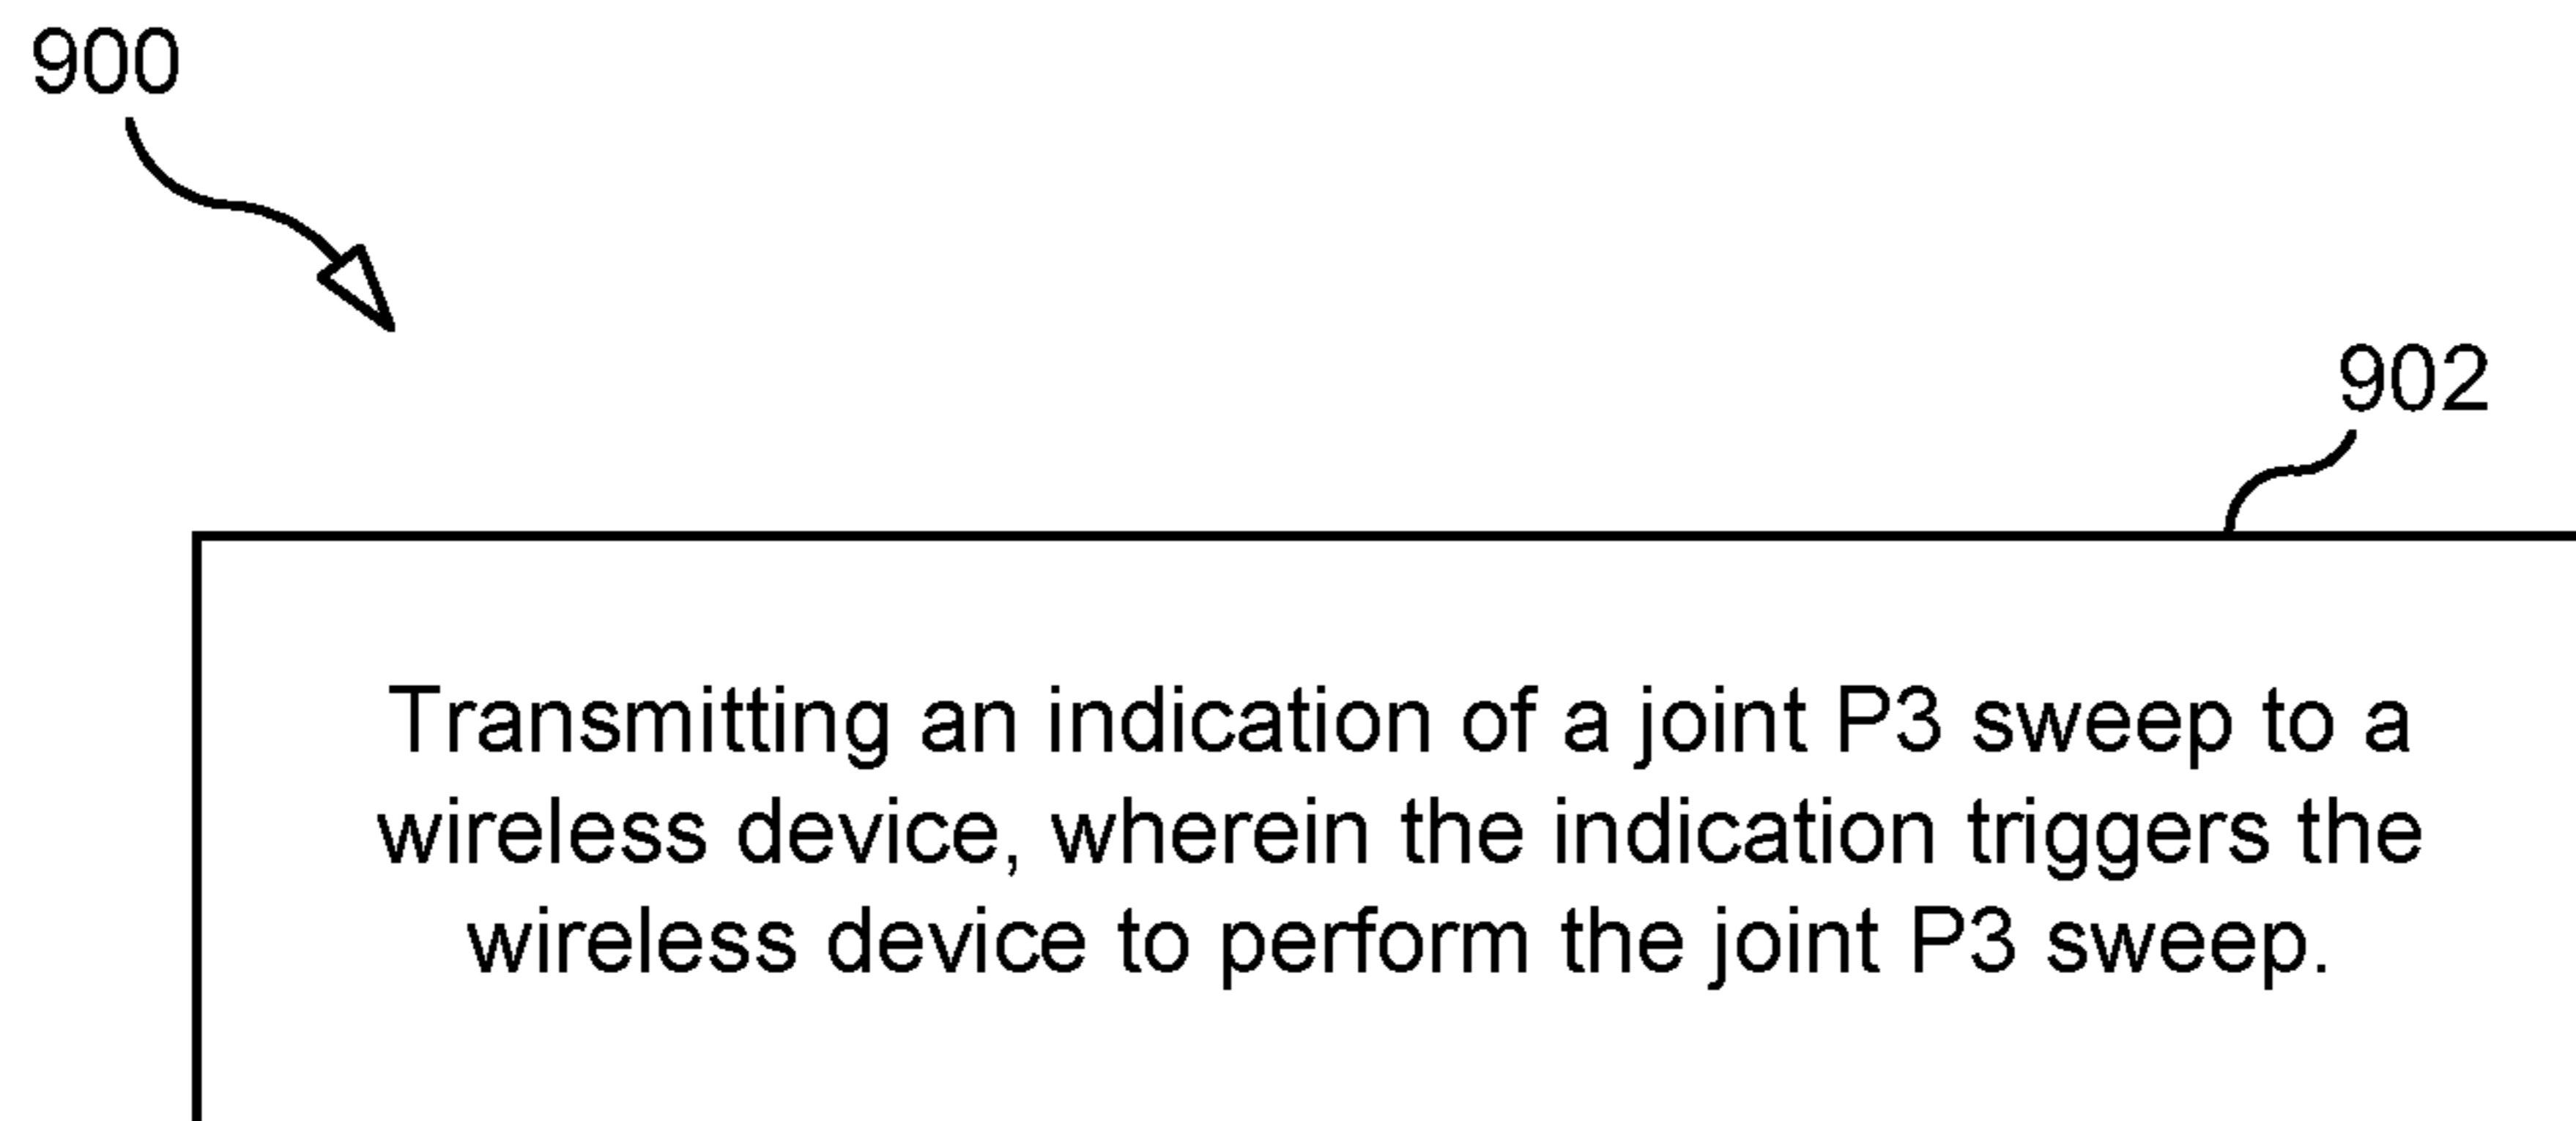 900
902
Transmitting an indication of a joint P3 sweep to a
wireless device, wherein the indication triggers the
wireless device to perform the joint P3 sweep.